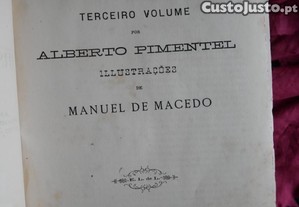 Custojusto.pt
TERCEIRO VOLUME
POR
ALBERTO PIMENTEL
ILLUSTRAÇÕES
DE
MANUEL DE MACEDO